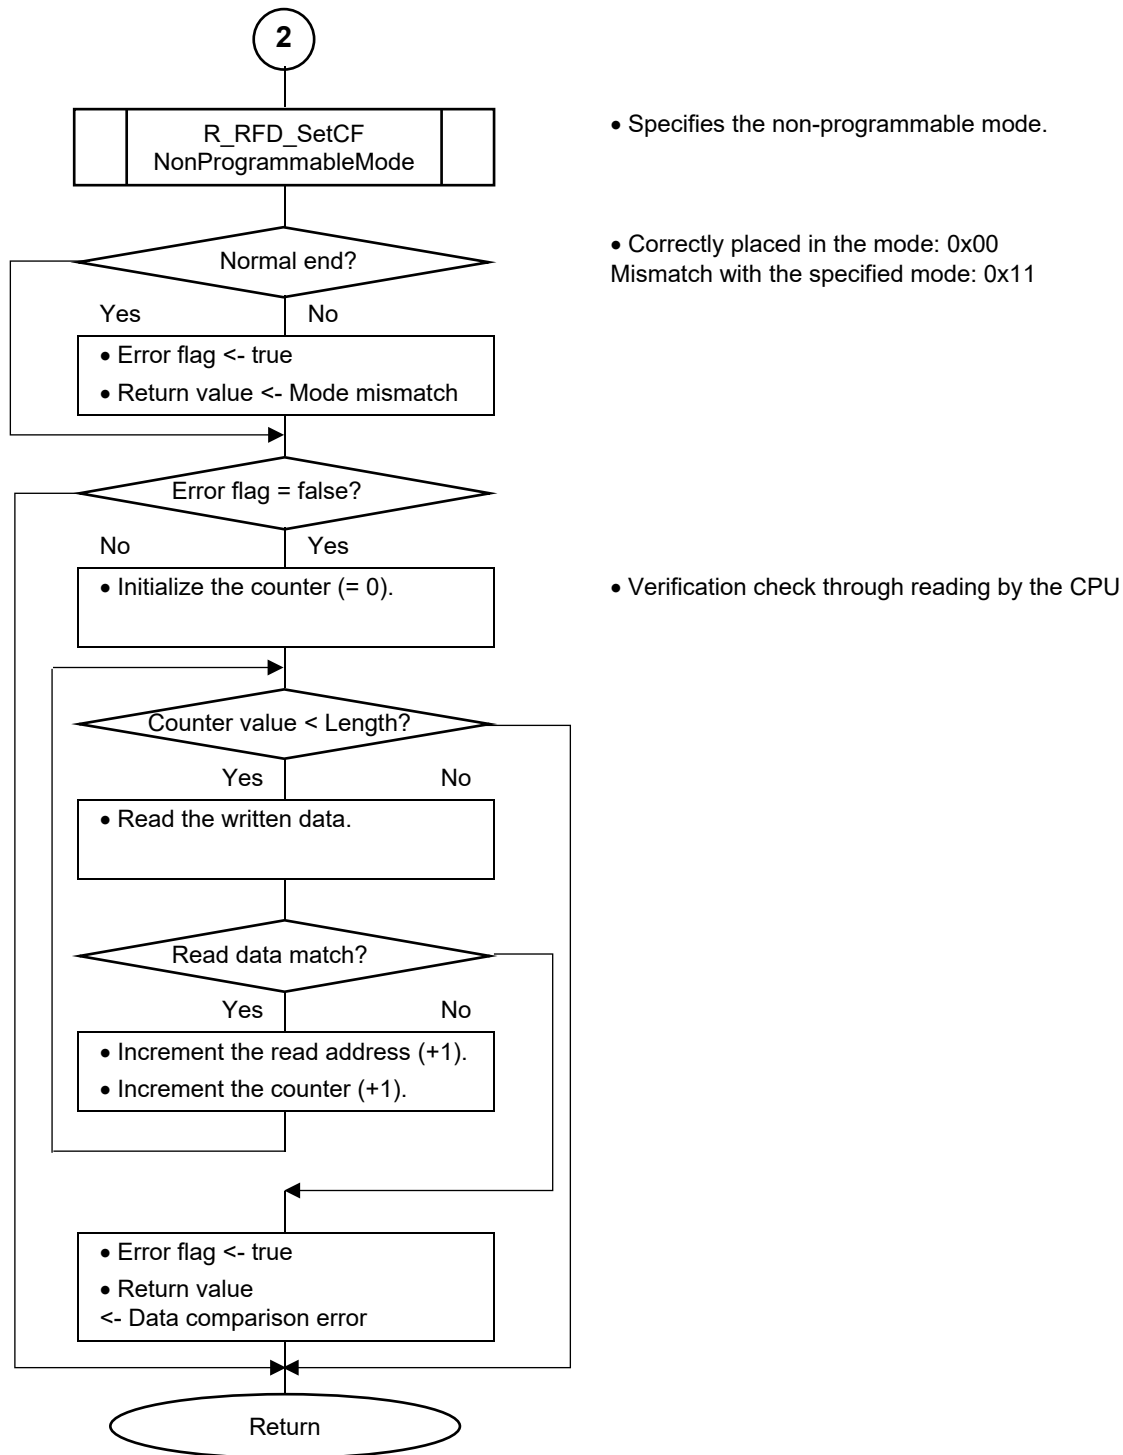 2
R_RFD_SetCF
NonProgrammableMode
• Specifies the non-programmable mode.
Normal end?
• Correctly placed in the mode: 0x00
Mismatch with the specified mode: 0x11
Yes
No
• Error flag <- true
• Return value <- Mode mismatch
Error flag = false?
No
Yes
• Initialize the counter (= 0).
• Verification check through reading by the CPU
Counter value < Length?
Yes
No
• Read the written data.
Read data match?
Yes
No
• Increment the read address (+1).
• Increment the counter (+1).
• Error flag <- true
• Return value
<- Data comparison error
Return